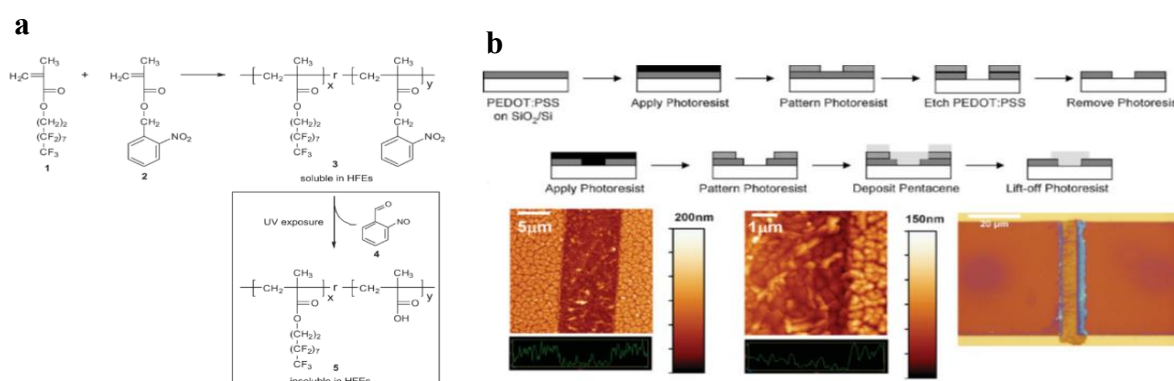 a
CH₃
H₂C
O
O
(CH₂)₂
(CF₂)₇
CF₃
1
+
CH₃
H₂C
O
O
CH₂
NO₂
2
CH₃
CH₃
CH₂
r
CH₂
x
y
O
O
O
O
(CH₂)₂
CH₂
(CF₂)₇
NO₂
CF₃
3
soluble in HFEs
UV exposure
O
NO
4
CH₃
CH₃
CH₂
r
CH₂
x
y
O
O
O
OH
(CH₂)₂
(CF₂)₇
CF₃
5
insoluble in HFEs
b
PEDOT:PSS
on SiO₂/Si
Apply Photoresist
Pattern Photoresist
Etch PEDOT:PSS
Remove Photoresis
Apply Photoresist
Pattern Photoresist
Deposit Pentacene
Lift-off Photoresist
5μm
200nm
1μm
150nm
20 μm